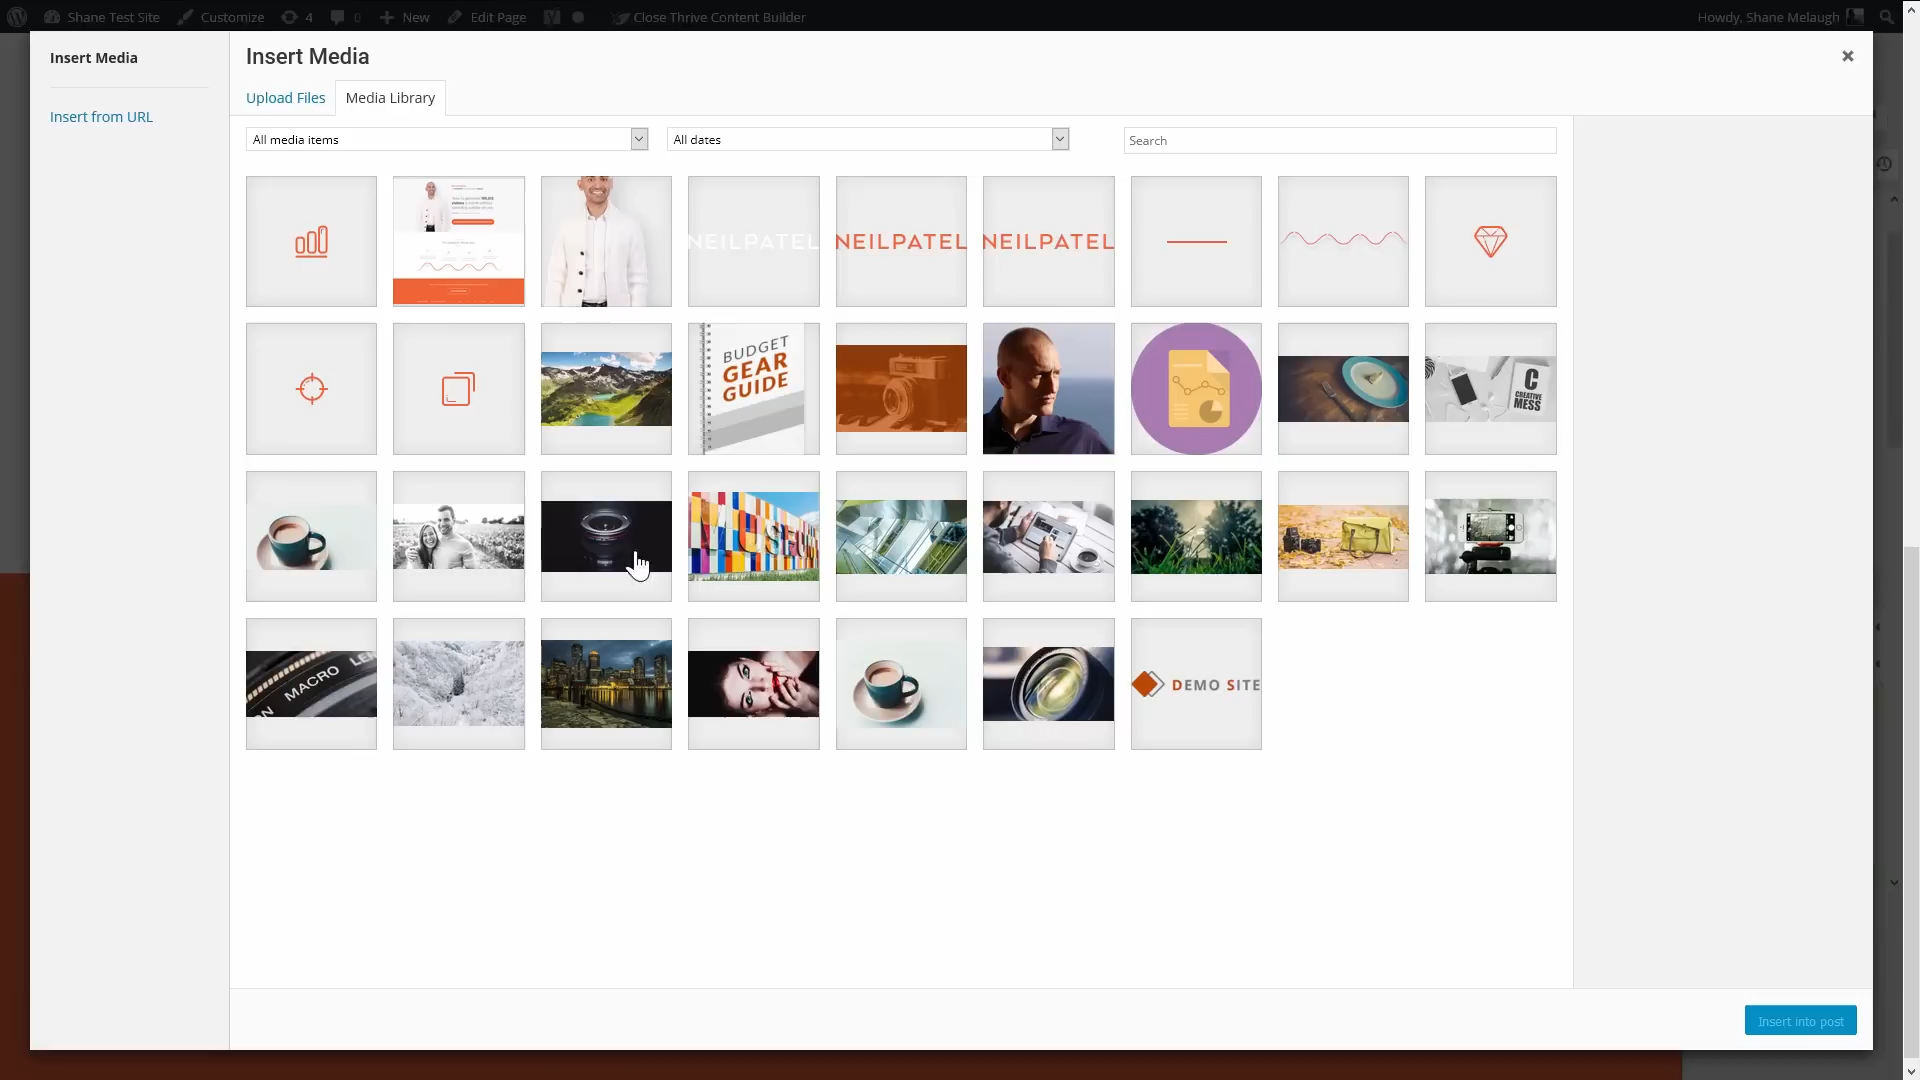 Shane Test Site Customize 4 0 New Edit Page Close Thrive Content Builder Howdy, Shane Melaugh
Insert Media
Insert from URL
Insert Media
Upload Files Media Library
All media items All dates Search
NEILPATEL NEILPATEL NEILPATEL
BUDGET
GEAR
GUIDE
C
CREATIVE
MESS
MACRO
DEMO SITE
Insert into post